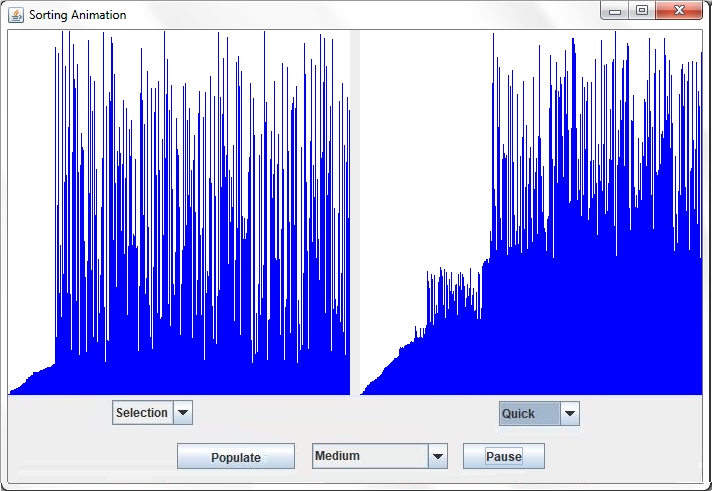 Sorting Animation
Selection
Quick
Populate
Medium
Pause